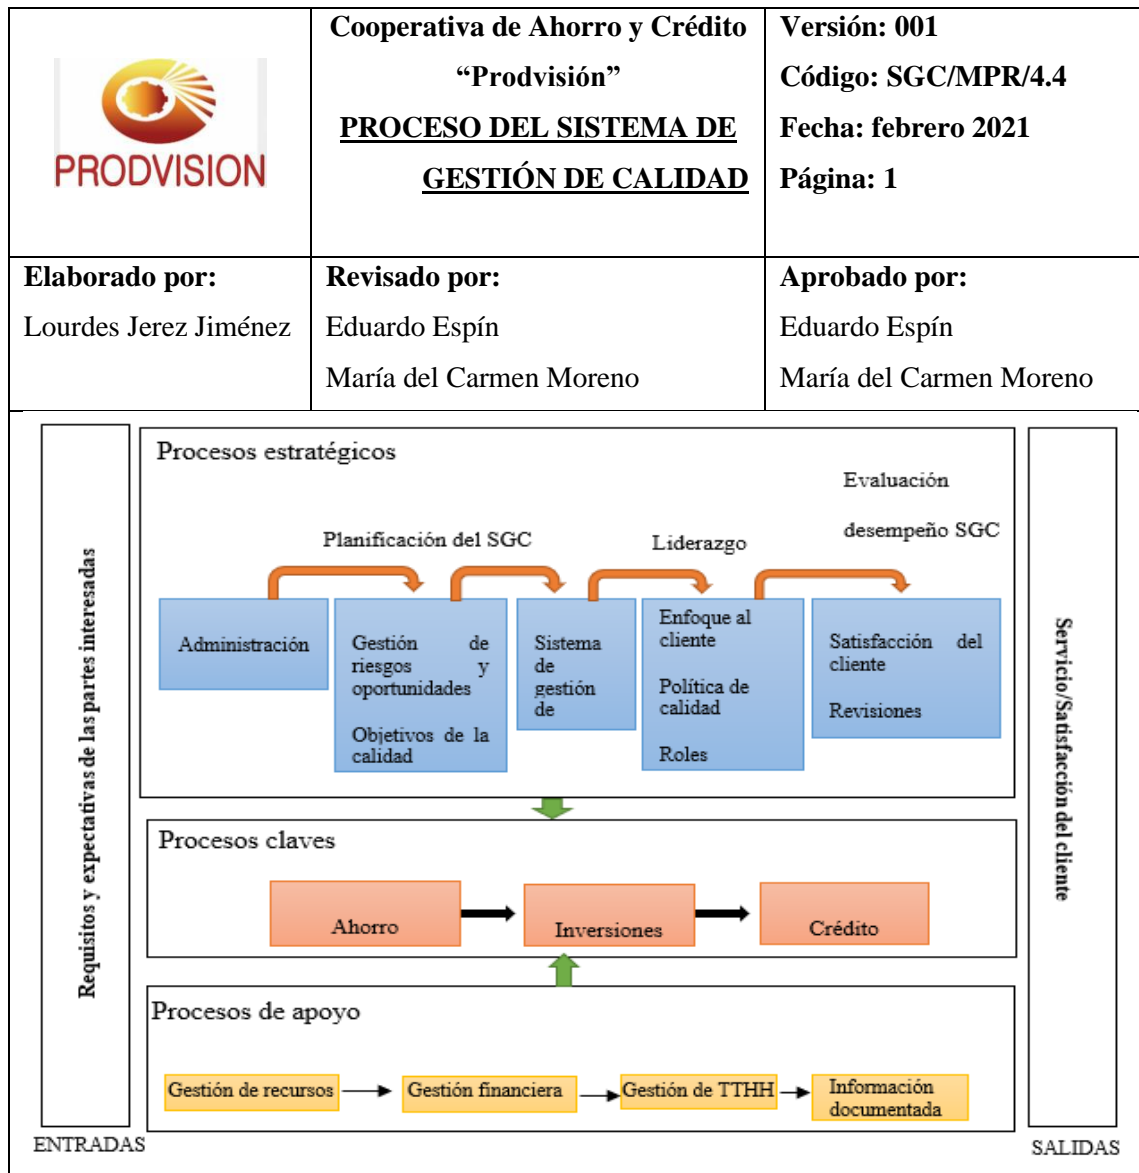 PRODVISION
Cooperativa de Ahorro y Crédito
“Prodvisión”
PROCESO DEL SISTEMA DE
GESTIÓN DE CALIDAD
Versión: 001
Código: SGC/MPR/4.4
Fecha: febrero 2021
Página: 1
Elaborado por:
Lourdes Jerez Jiménez
Revisado por:
Eduardo Espín
María del Carmen Moreno
Aprobado por:
Eduardo Espín
María del Carmen Moreno
Requisitos y expectativas de las partes interesadas
ENTRADAS
Procesos estratégicos
Planificación del SGC
Liderazgo
Evaluación
desempeño SGC
Administración
Gestión de
riesgos y
oportunidades
Objetivos de la
calidad
Sistema
de
gestión
de
Enfoque al
cliente
Política de
calidad
Roles
Satisfacción del
cliente
Revisiones
Procesos claves
Ahorro
Inversiones
Crédito
Procesos de apoyo
Gestión de recursos
Gestión financiera
Gestión de TTHH
Información
documentada
Servicio/Satisfacción del cliente
SALIDAS